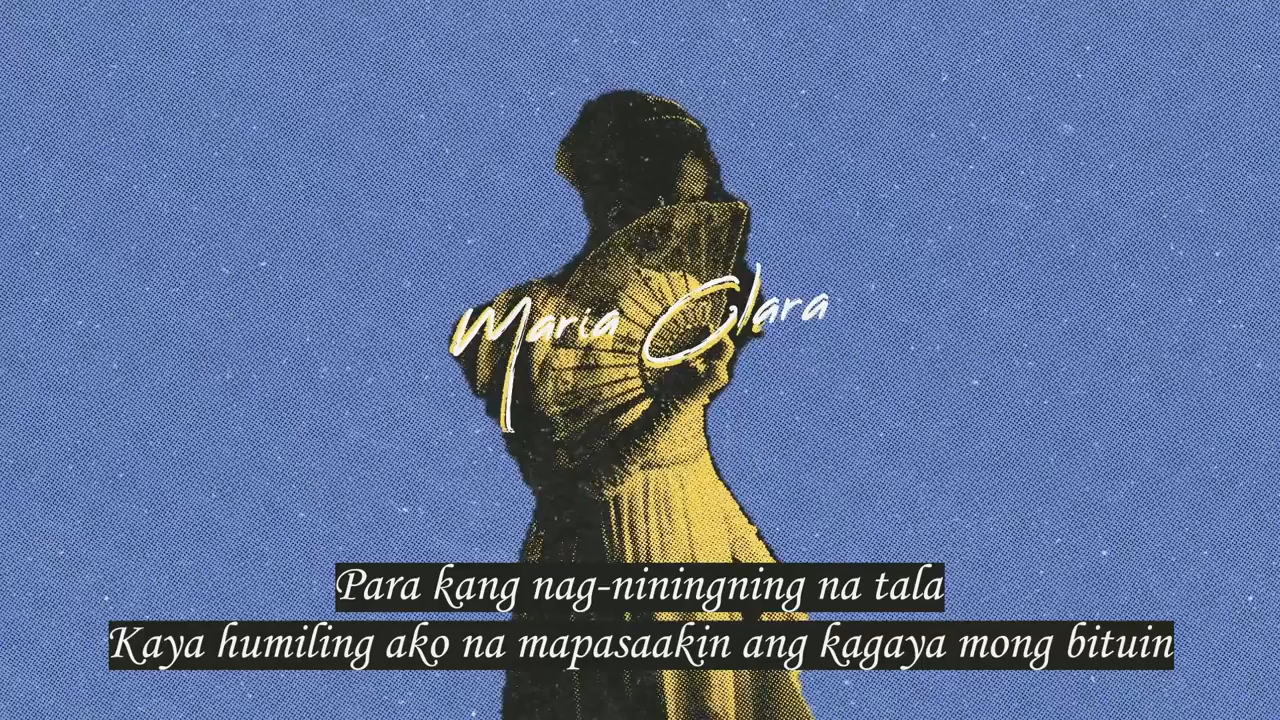 Maria Clara
Para kang nag-niningning na tala
Kaya humiling ako na mapasaakin ang kagaya mong bituin